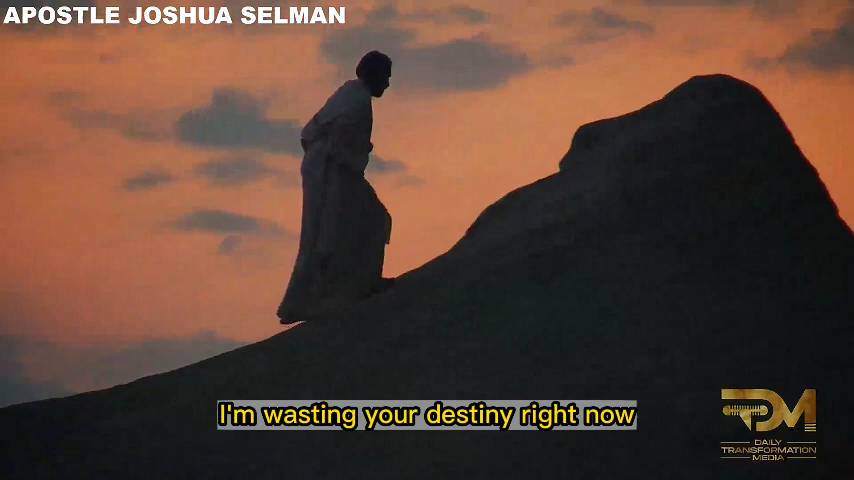 APOSTLE JOSHUA SELMAN
I'm wasting your destiny right now
DAILY
TRANSFORMATION
MEDIA